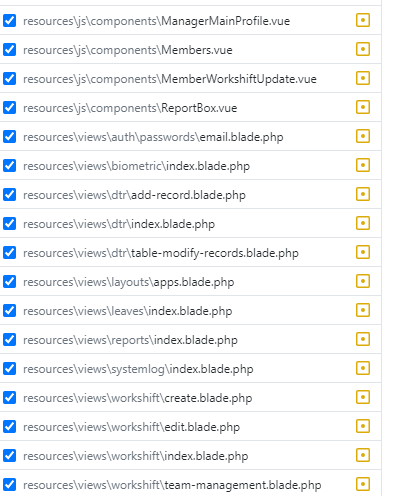 resources\js\components\ManagerMainProfile.vue
resources\js\components\Members.vue
resources\js\components\MemberWorkshiftUpdate.vue
resources\js\components\ReportBox.vue
resources\views\auth\passwords\email.blade.php
resources\views\biometric\index.blade.php
resources\views\dtr\add-record.blade.php
resources\views\dtr\index.blade.php
resources\views\dtr\table-modify-records.blade.php
resources\views\layouts\apps.blade.php
resources\views\leaves\index.blade.php
resources\views\reports\index.blade.php
resources\views\systemlog\index.blade.php
resources\views\workshift\create.blade.php
resources\views\workshift\edit.blade.php
resources\views\workshift\index.blade.php
resources\views\workshift\team-management.blade.php